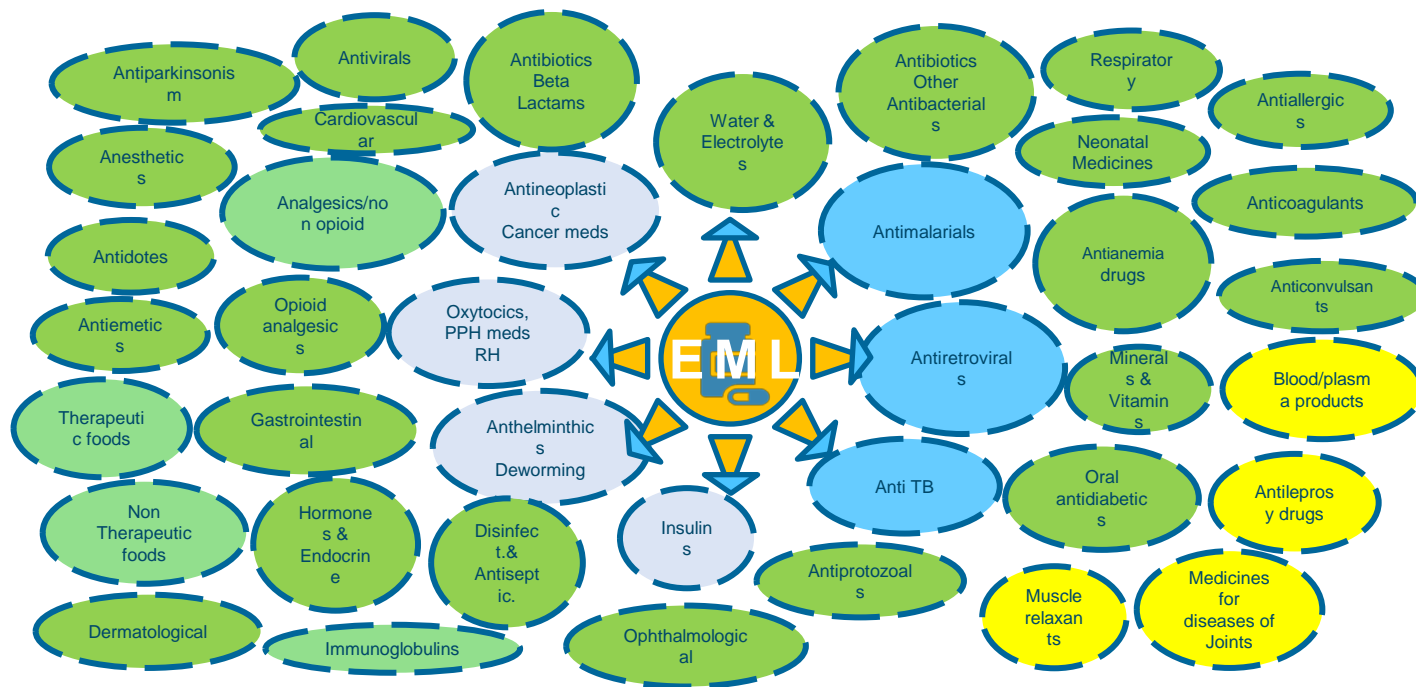 Antiparkinsonis
m
Antivirals
Antibiotics
Beta
Lactams
Water &
Electrolyte
s
Antibiotics
Other
Antibacterial
s
Respirator
y
Antiallergic
s
Cardiovascul
ar
Anesthetic
s
Neonatal
Medicines
Analgesics/no
n opioid
Antineoplasti
c
Cancer meds
Antimalarials
Anticoagulants
Antidotes
Antianemia
drugs
Antiemetic
s
Opioid
analgesic
s
Oxytocics,
PPH meds
RH
EML
Antiretroviral
s
Anticonvulsan
ts
Mineral
s &
Vitamin
s
Blood/plasm
a products
Therapeuti
c foods
Gastrointestin
al
Anthelminthic
s
Deworming
Anti TB
Oral
antidiabetic
s
Antilepros
y drugs
Non
Therapeutic
foods
Hormone
s &
Endocrin
e
Disinfec
t.&
Antisept
ic.
Insulin
s
Antiprotozoal
s
Muscle
relaxan
ts
Medicines
for
diseases of
Joints
Dermatological
Immunoglobulins
Ophthalmologic
al